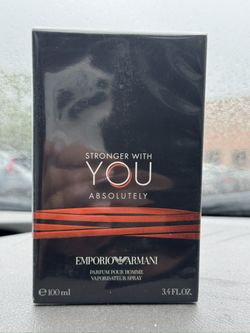 STRONGER WITH
YOU
ABSOLUTELY
EMPORIO ARMANI
PARFUM POUR HOMME
VAPORISATEUR SPRAY
℮100 ml 3.4 FL.OZ.